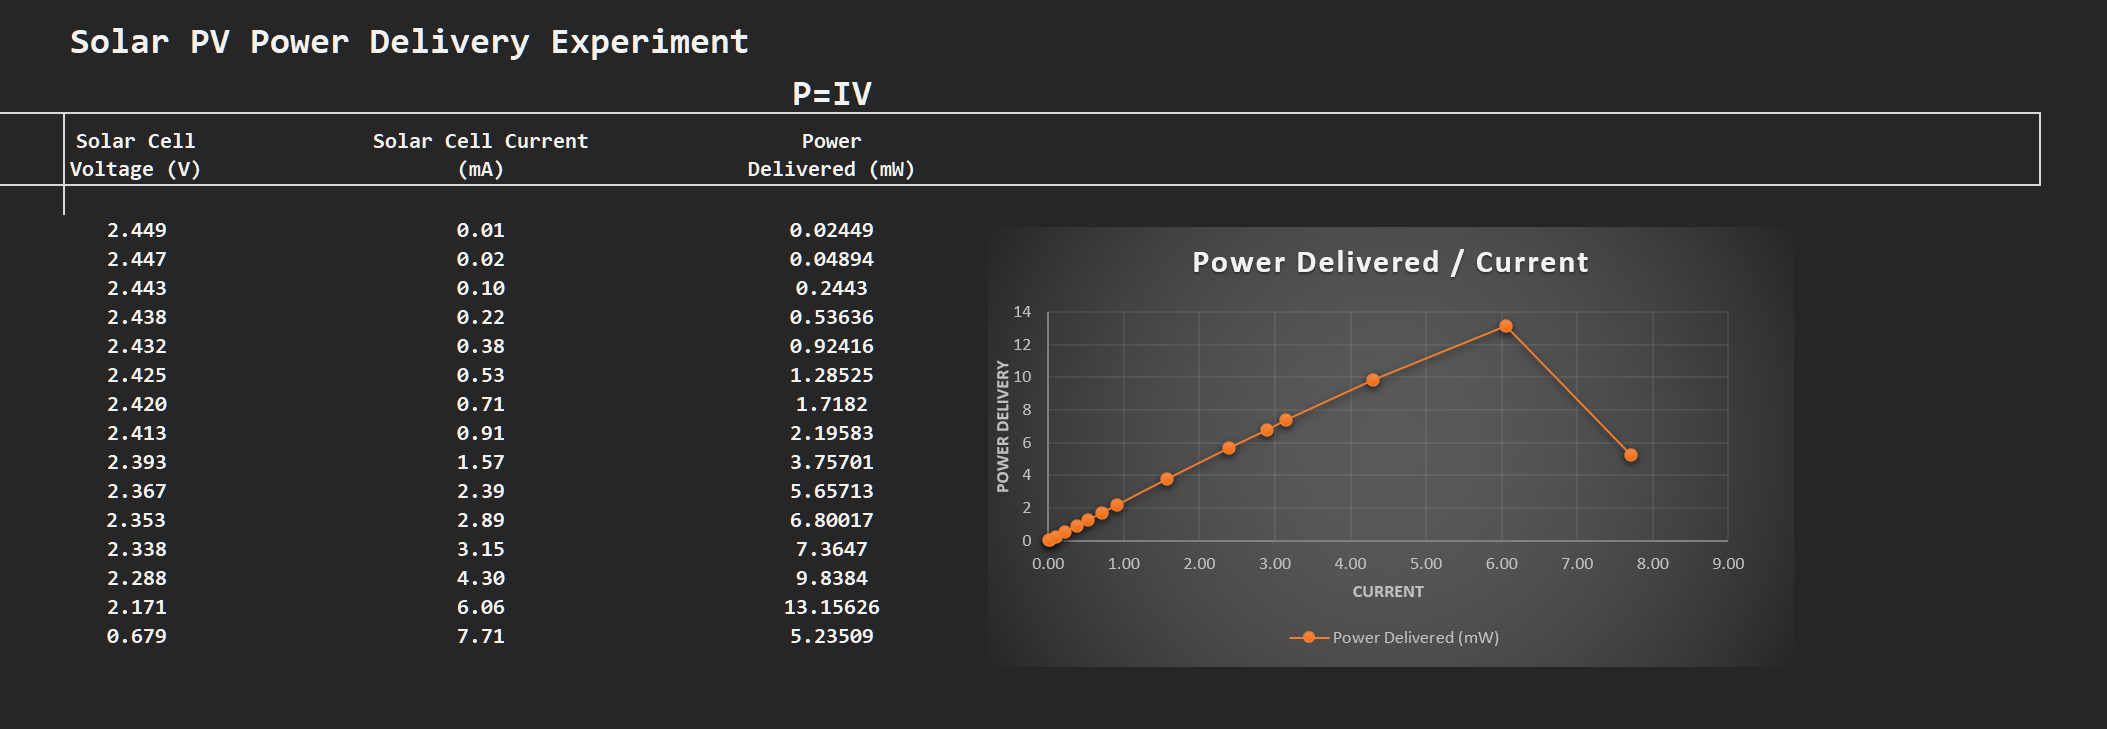 Solar PV Power Delivery Experiment
P=IV
Solar Cell Voltage (V) Solar Cell Current (mA) Power Delivered (mW)
2.449 0.01 0.02449
2.447 0.02 0.04894
2.443 0.10 0.2443
2.438 0.22 0.53636
2.432 0.38 0.92416
2.425 0.53 1.28525
2.420 0.71 1.7182
2.413 0.91 2.19583
2.393 1.57 3.75701
2.367 2.39 5.65713
2.353 2.89 6.80017
2.338 3.15 7.3647
2.288 4.30 9.8384
2.171 6.06 13.15626
0.679 7.71 5.23509
Power Delivered / Current
POWER DELIVERY
14
12
10
8
6
4
2
0
0.00 1.00 2.00 3.00 4.00 5.00 6.00 7.00 8.00 9.00
CURRENT
Power Delivered (mW)